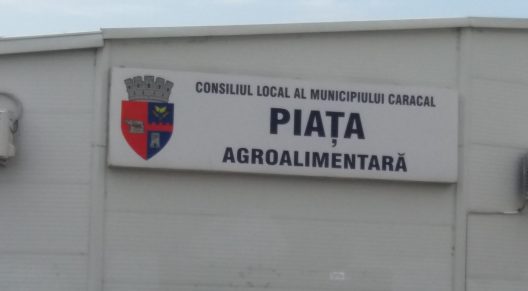 CONSILIUL LOCAL AL MUNICIPIULUI CARACAL
PIAȚA
AGROALIMENTARĂ